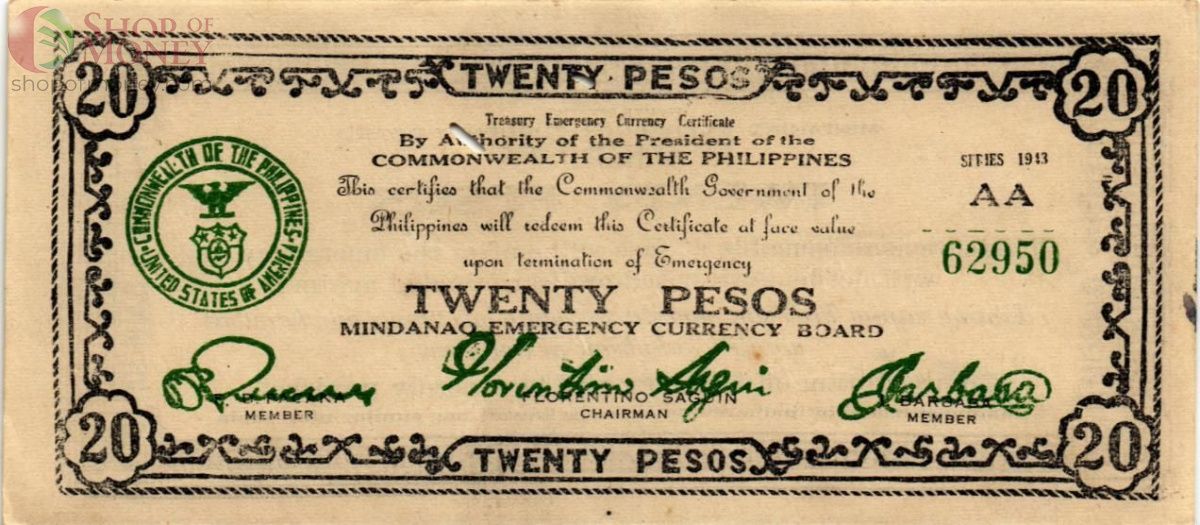 SHOP OF
MONEY
20
TWENTY PESOS
20
Treasury Emergency Currency Certificate
By Authority of the President of the
COMMONWEALTH OF THE PHILIPPINES
SERIES 1943
This certifies that the Commonwealth Government of the
AA
Philippines will redeem this Certificate at face value
62950
upon termination of Emergency
COMMONWEALTH OF THE PHILIPPINES
UNITED STATES OF AMERICA
TWENTY PESOS
MINDANAO EMERGENCY CURRENCY BOARD
Florentino Saguin
FLORENTINO SAGUIN
BARBASA
MEMBER
CHAIRMAN
MEMBER
20
TWENTY PESOS
20